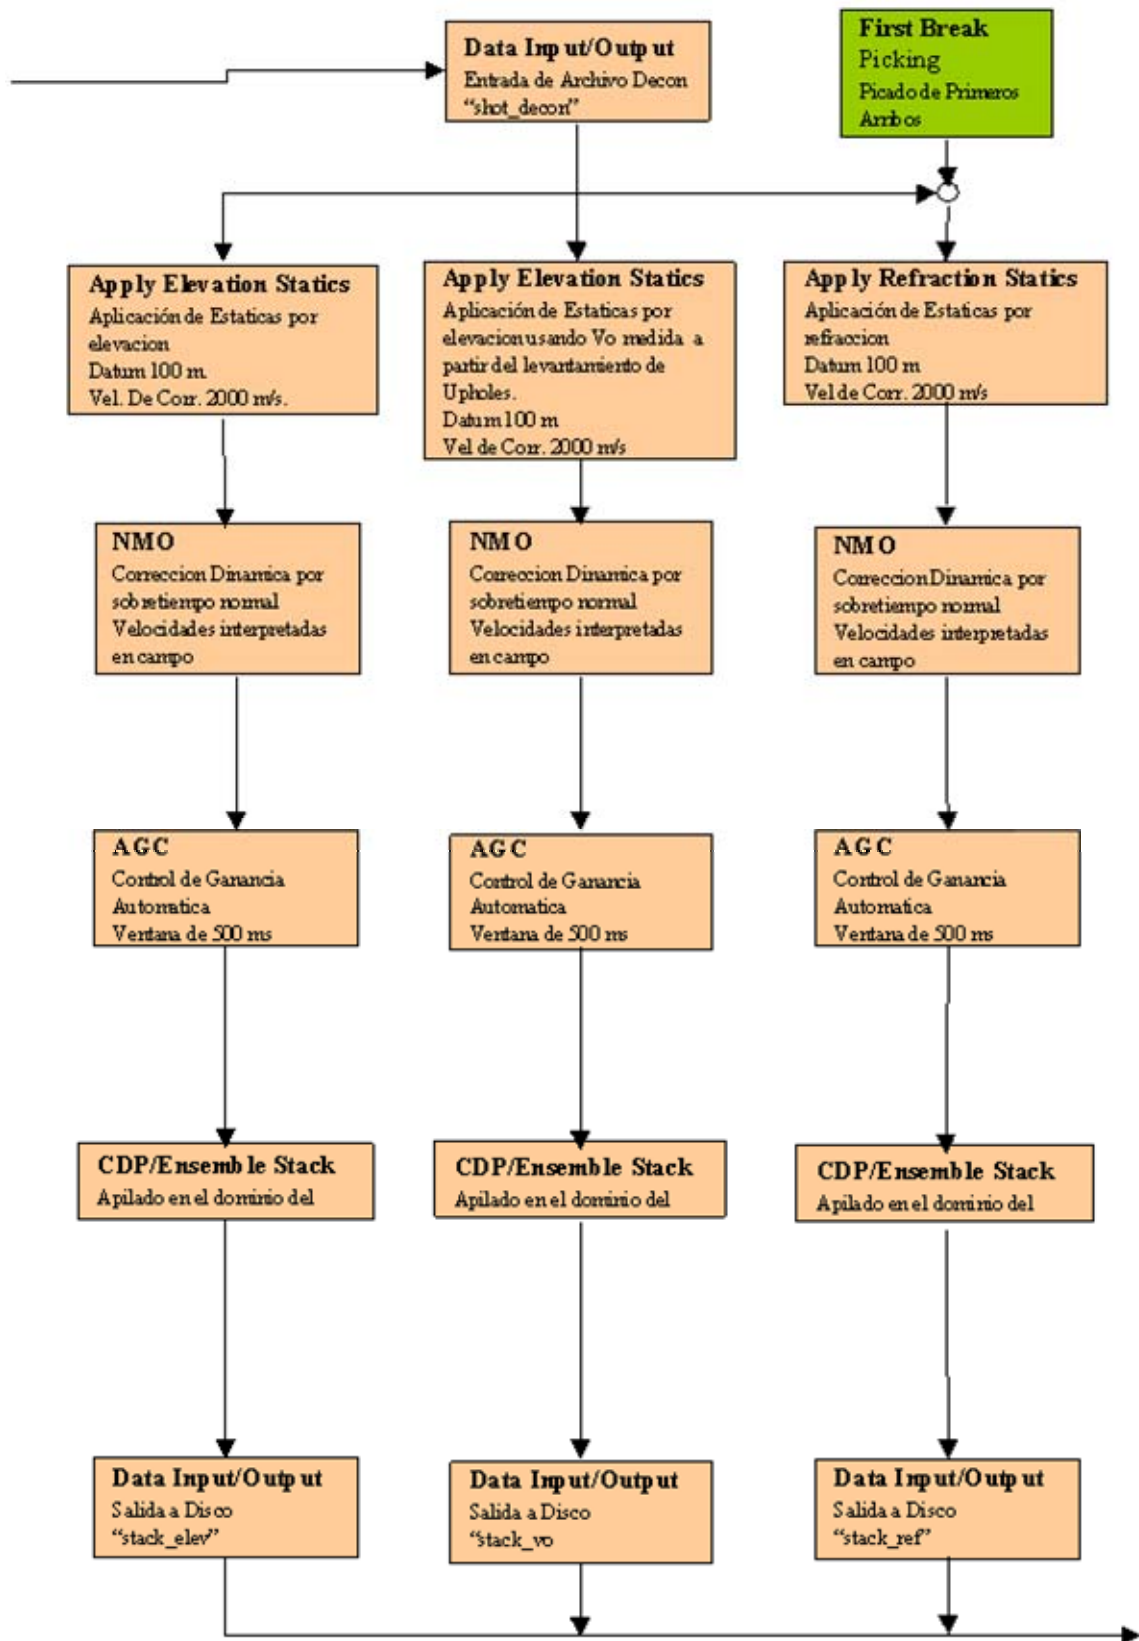 Data Input/Output
Entrada de Archivo Decon
“shot_decon”
First Break
Picking
Picado de Primeros
Arribos
Apply Elevation Statics
Aplicación de Estaticas por
elevacion
Datum 100 m
Vel. De Corr. 2000 m/s.
Apply Elevation Statics
Aplicación de Estaticas por
elevacion usando Vo medida a
partir del levantamiento de
Upholes.
Datum 100 m
Vel de Corr. 2000 m/s
Apply Refraction Statics
Aplicación de Estaticas por
refraccion
Datum 100 m
Vel de Corr. 2000 m/s
NMO
Correccion Dinamica por
sobretiempo normal
Velocidades interpretadas
en campo
NMO
Correccion Dinamica por
sobretiempo normal
Velocidades interpretadas
en campo
NMO
Correccion Dinamica por
sobretiempo normal
Velocidades interpretadas
en campo
AGC
Control de Ganancia
Automatica
Ventana de 500 ms
AGC
Control de Ganancia
Automatica
Ventana de 500 ms
AGC
Control de Ganancia
Automatica
Ventana de 500 ms
CDP/Ensemble Stack
Apilado en el dominio del
CDP/Ensemble Stack
Apilado en el dominio del
CDP/Ensemble Stack
Apilado en el dominio del
Data Input/Output
Salida a Disco
“stack_elev”
Data Input/Output
Salida a Disco
“stack_vo
Data Input/Output
Salida a Disco
“stack_ref”